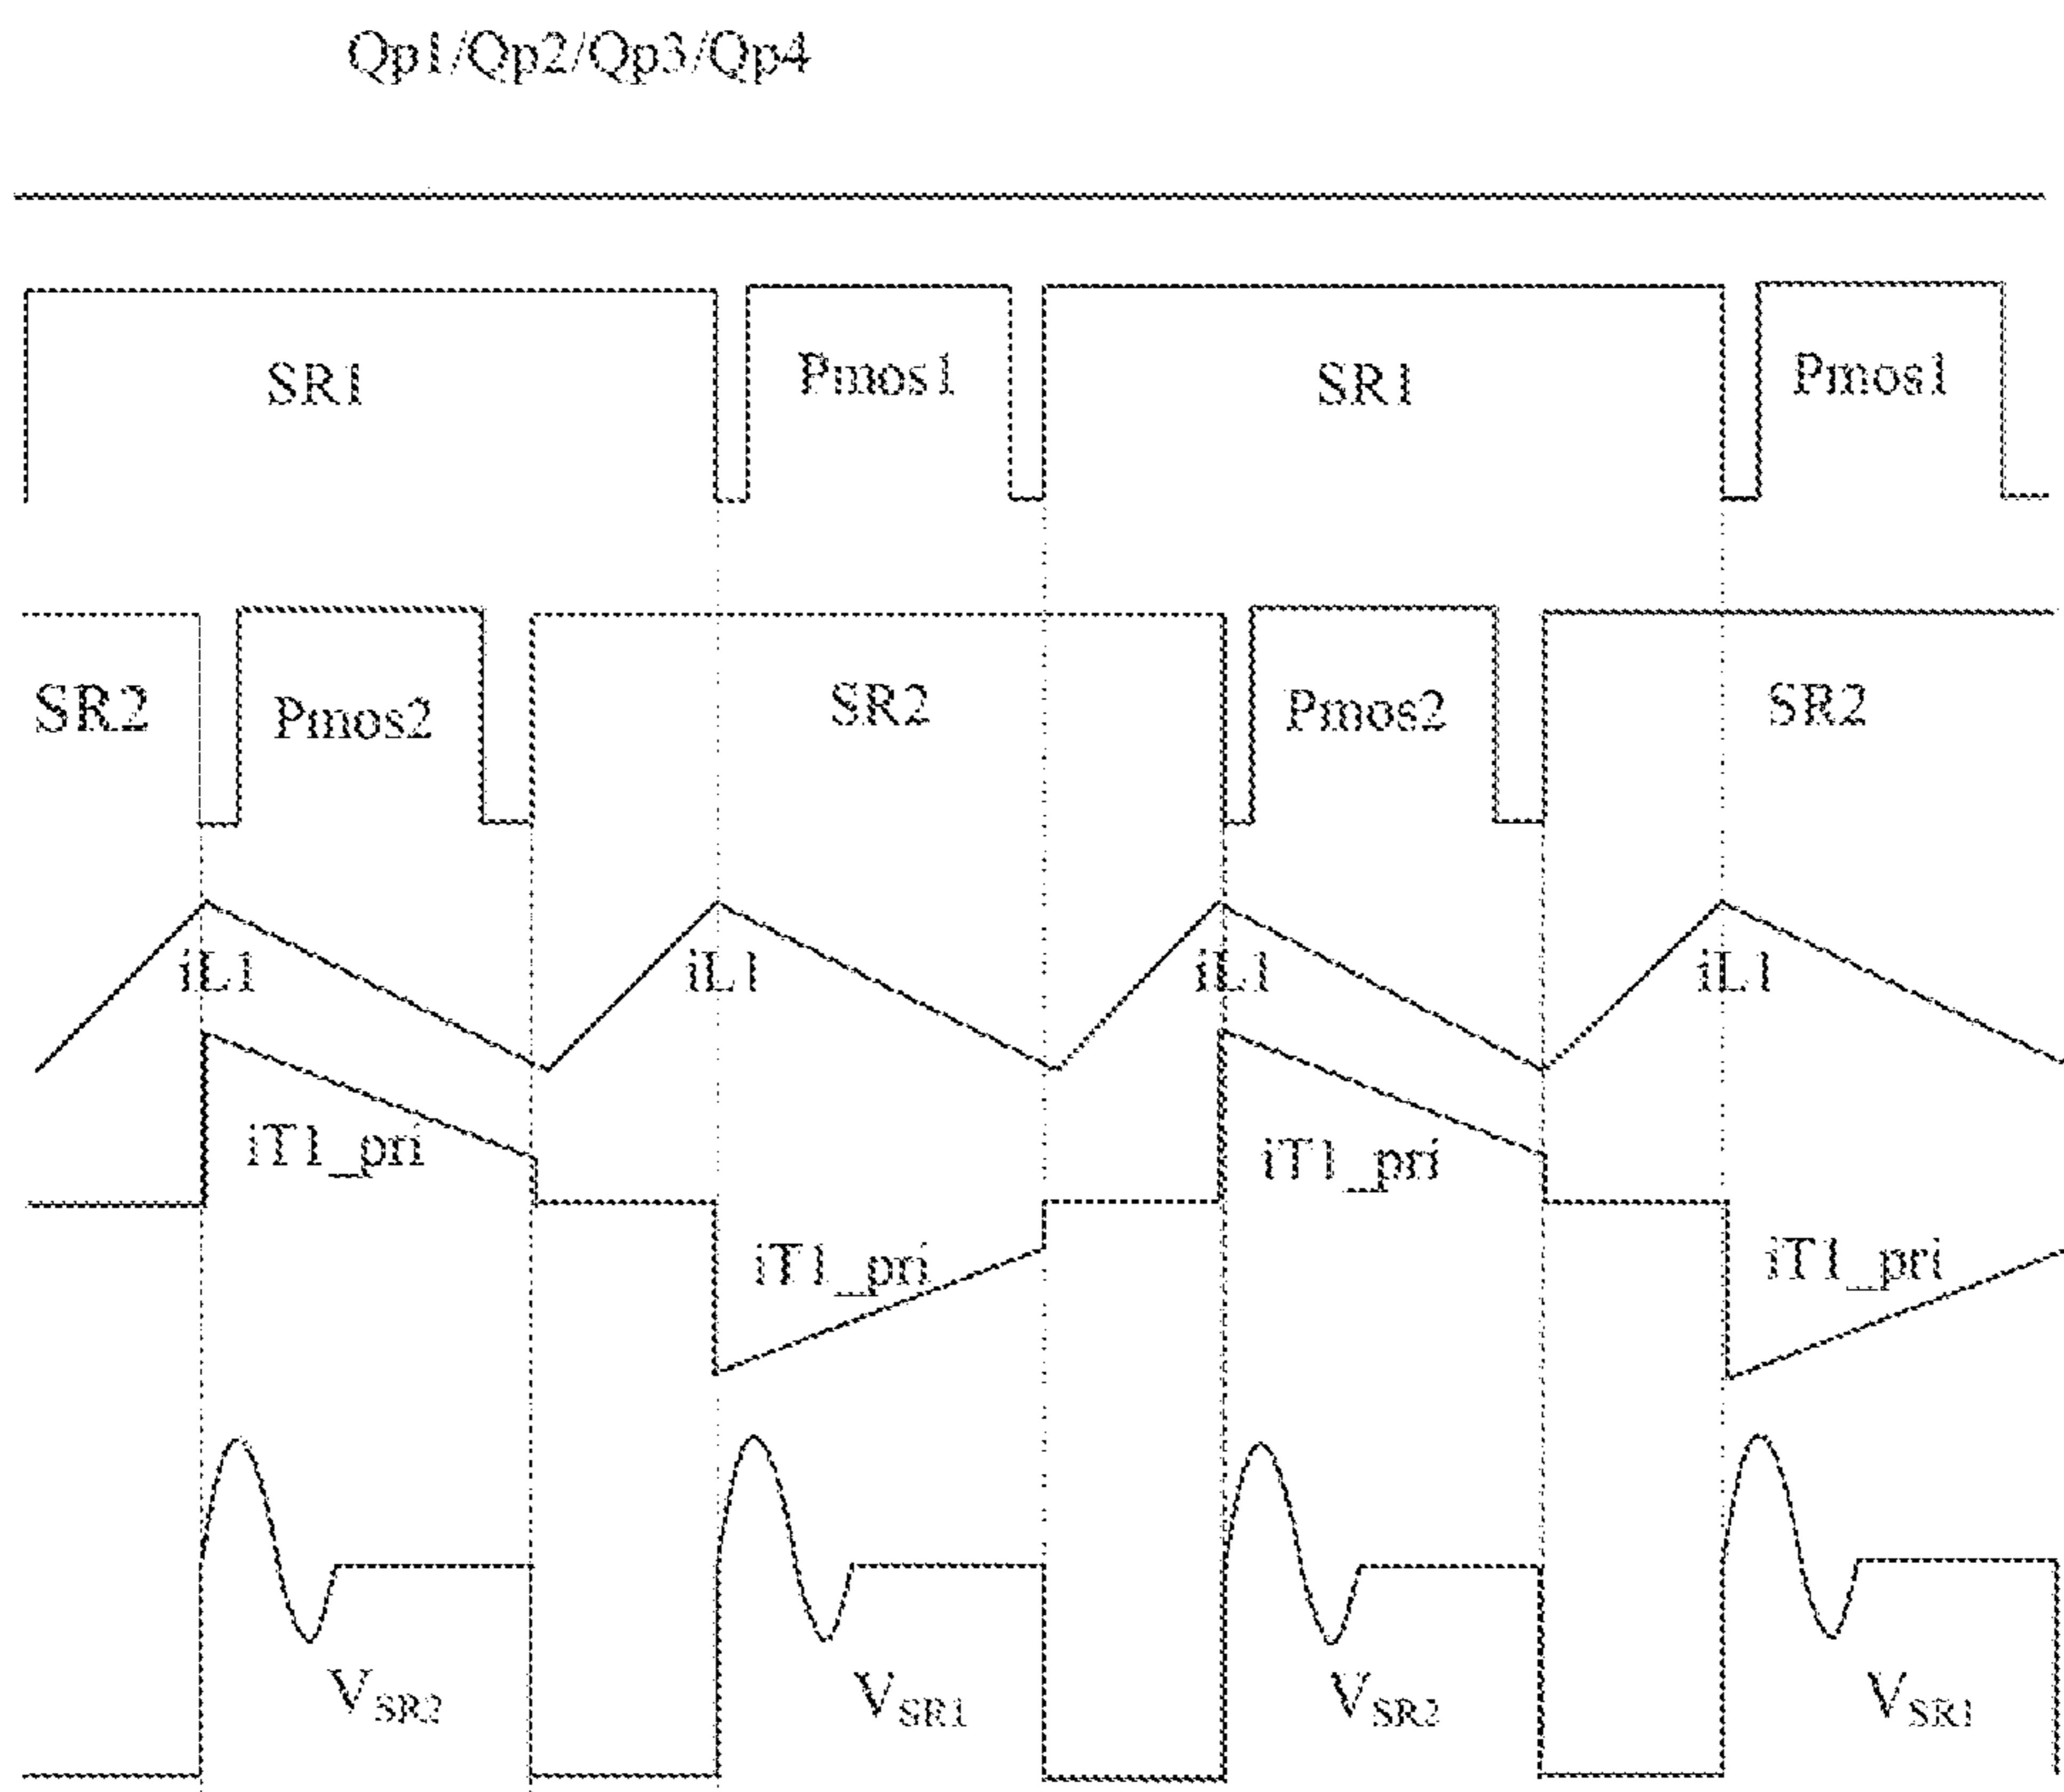 Qp1/Qp2/Qp3/Qp4
SR1 Pmos1 SR1 Pmos1
SR2 Pmos2 SR2 Pmos2 SR2
iL1 iL1 iL1 iL1
iT1_pri iT1_pri
iT1_pri iT1_pri
VSR2 VSR1 VSR2 VSR1